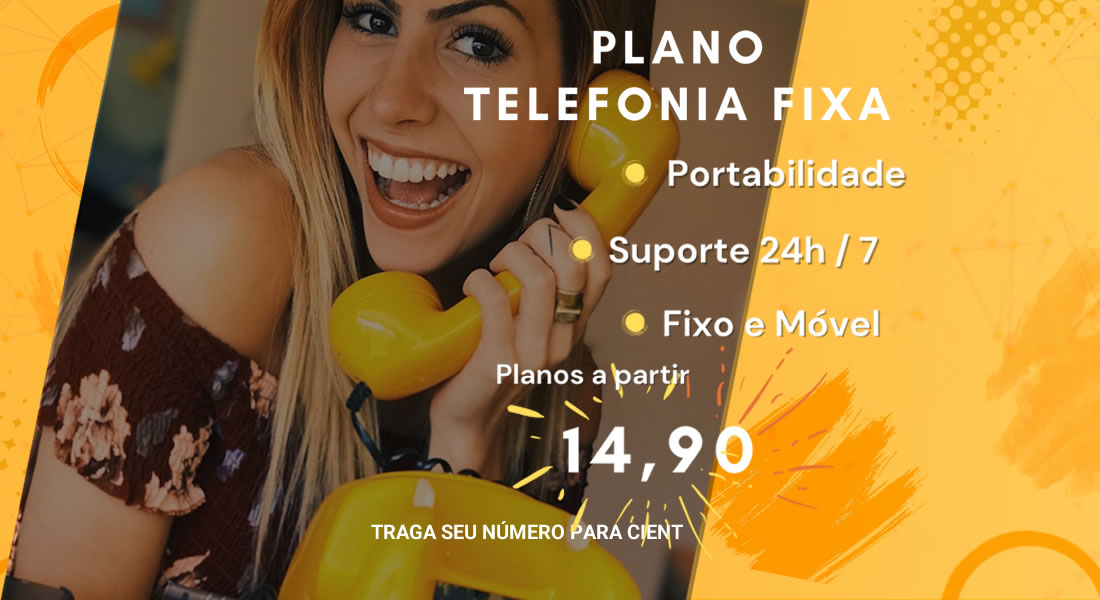 PLANO
TELEFONIA FIXA
Portabilidade
Suporte 24h / 7
Fixo e Móvel
Planos a partir
14,90
TRAGA SEU NÚMERO PARA CIENT